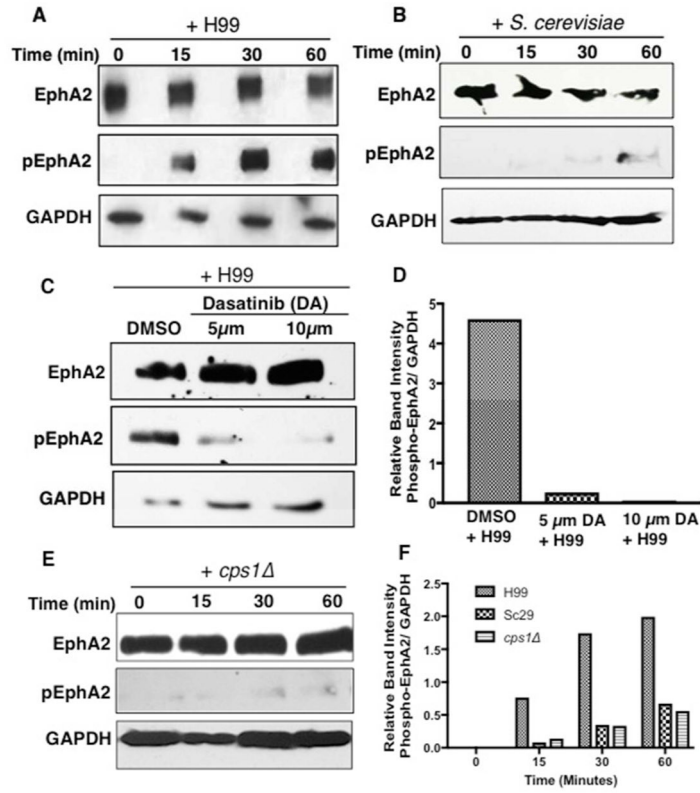 A
+ H99
Time (min) 0 15 30 60
EphA2
pEphA2
GAPDH
B
+ S. cerevisiae
Time (min) 0 15 30 60
EphA2
pEphA2
GAPDH
C
+ H99
Dasatinib (DA)
DMSO 5µm 10µm
EphA2
pEphA2
GAPDH
D
Relative Band Intensity
Phospho-EphA2/ GAPDH
5
4
3
2
1
0
DMSO + H99
5 µm DA + H99
10 µm DA + H99
E
+ cps1Δ
Time (min) 0 15 30 60
EphA2
pEphA2
GAPDH
F
Relative Band Intensity
Phospho-EphA2/ GAPDH
2.5
2.0
1.5
1.0
0.5
0.0
H99
Sc29
cps1Δ
0 15 30 60
Time (Minutes)